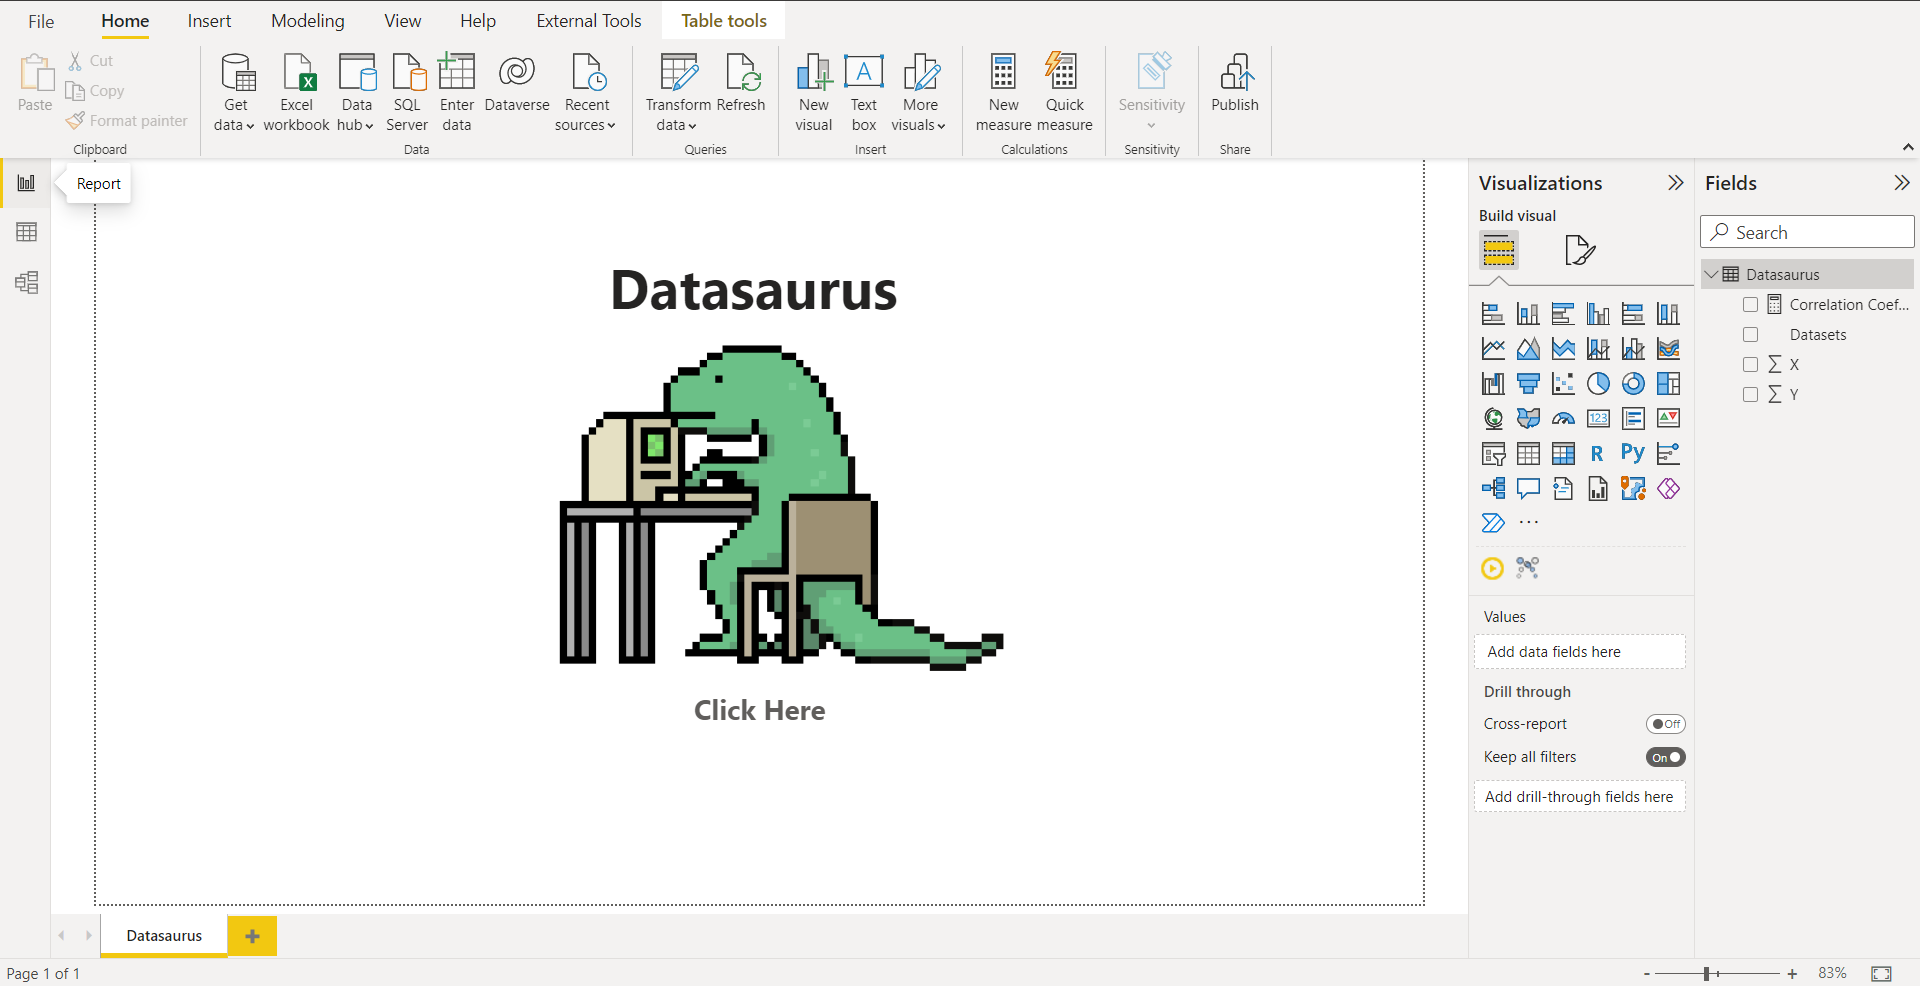 File Home Insert Modeling View Help External Tools Table tools
Paste
Cut
Copy
Format painter
Clipboard
Get
data
Excel
workbook
Data
hub
SQL
Server
Enter
data
Dataverse
Recent
sources
Data
Transform
data
Refresh
Queries
New
visual
Text
box
More
visuals
Insert
New
measure
Quick
measure
Calculations
Sensitivity
Sensitivity
Publish
Share
Report
Datasaurus
Click Here
Visualizations
Build visual
123
R
Py
Values
Add data fields here
Drill through
Cross-report Off
Keep all filters On
Add drill-through fields here
Fields
Search
Datasaurus
Correlation Coef...
Datasets
X
Y
Datasaurus
Page 1 of 1
83%